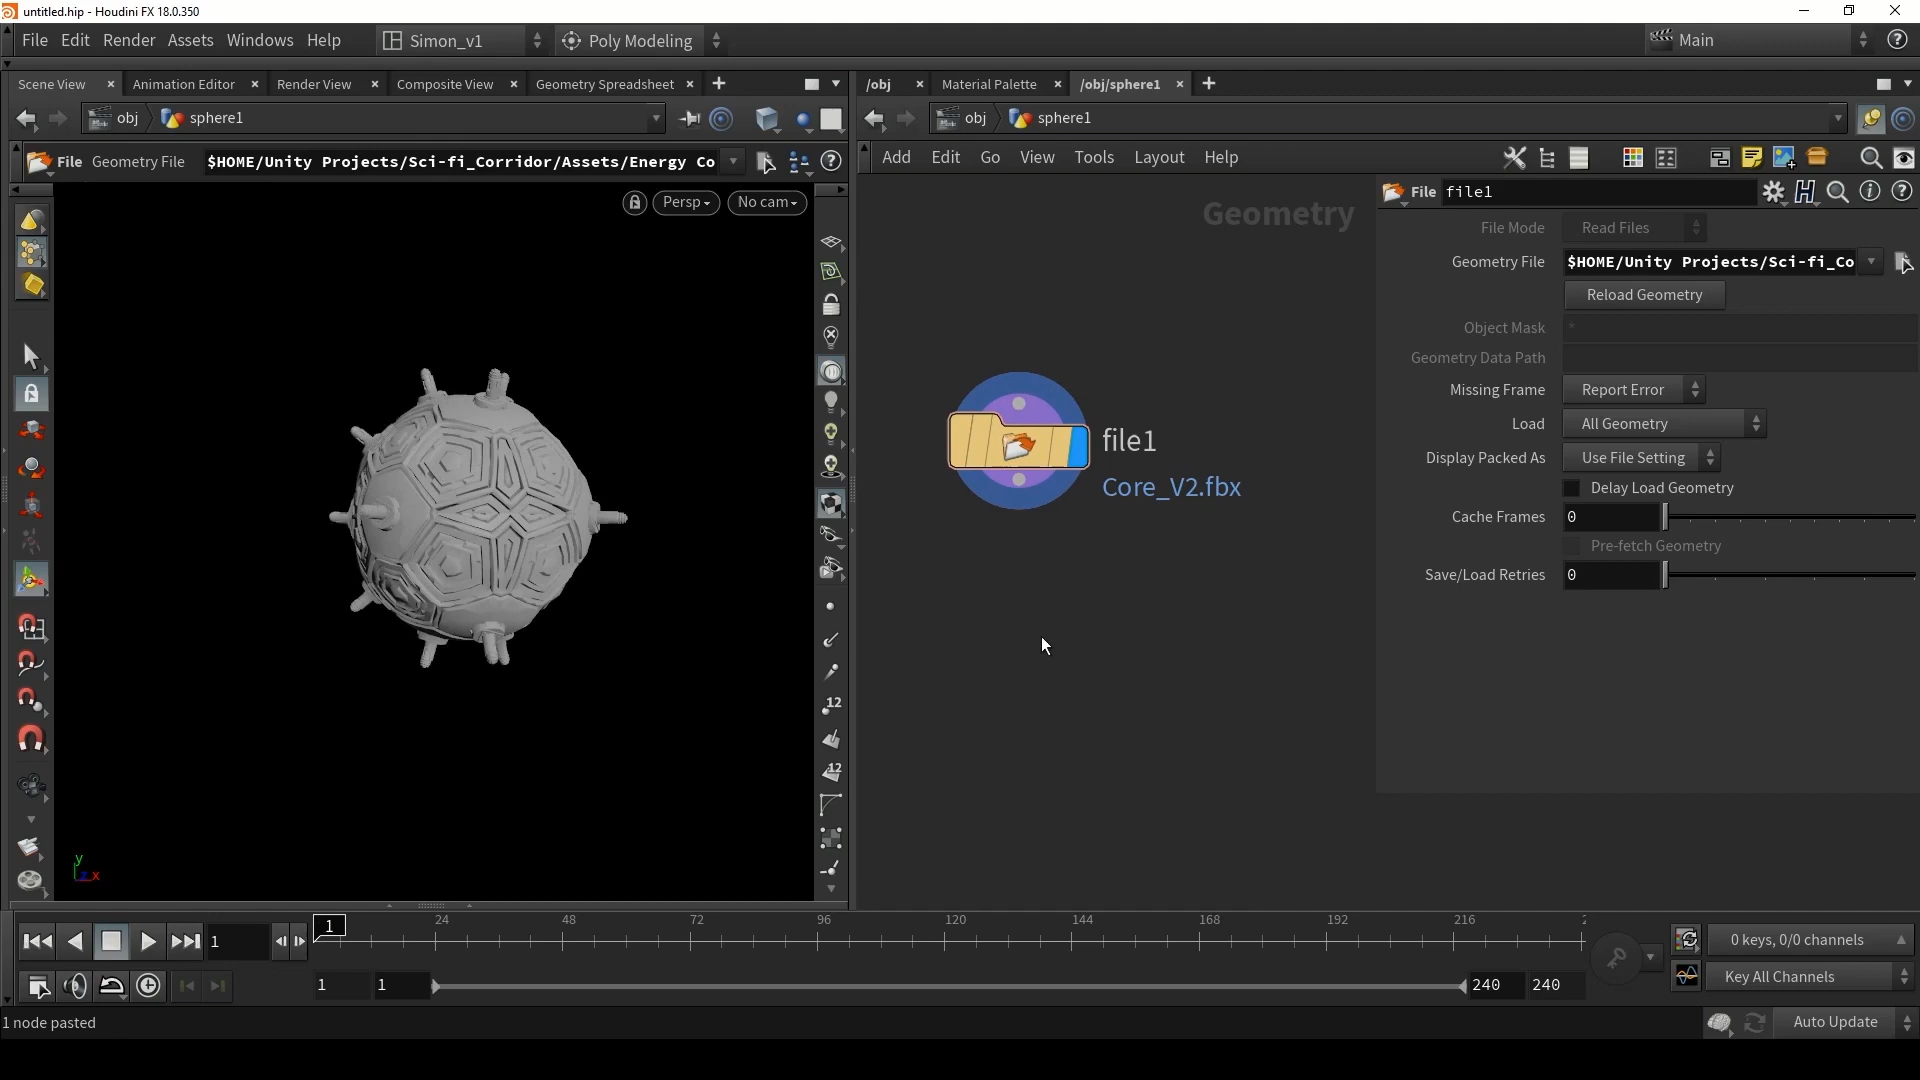 untitled.hip - Houdini FX 18.0.350
File Edit Render Assets Windows Help
Simon_v1
Poly Modeling
Main
Scene View
Animation Editor
Render View
Composite View
Geometry Spreadsheet
/obj
Material Palette
/obj/sphere1
obj
sphere1
obj
sphere1
File Geometry File $HOME/Unity Projects/Sci-fi_Corridor/Assets/Energy Co
Add Edit Go View Tools Layout Help
Persp
No cam
Geometry
File file1
File Mode Read Files
Geometry File $HOME/Unity Projects/Sci-fi_Co
Reload Geometry
Object Mask *
Geometry Data Path
Missing Frame Report Error
Load All Geometry
Display Packed As Use File Setting
Delay Load Geometry
Cache Frames 0
Pre-fetch Geometry
Save/Load Retries 0
file1
Core_V2.fbx
12
12
y
z x
1 24 48 72 96 120 144 168 192 216
1
0 keys, 0/0 channels
1 1 240 240
Key All Channels
1 node pasted
Auto Update